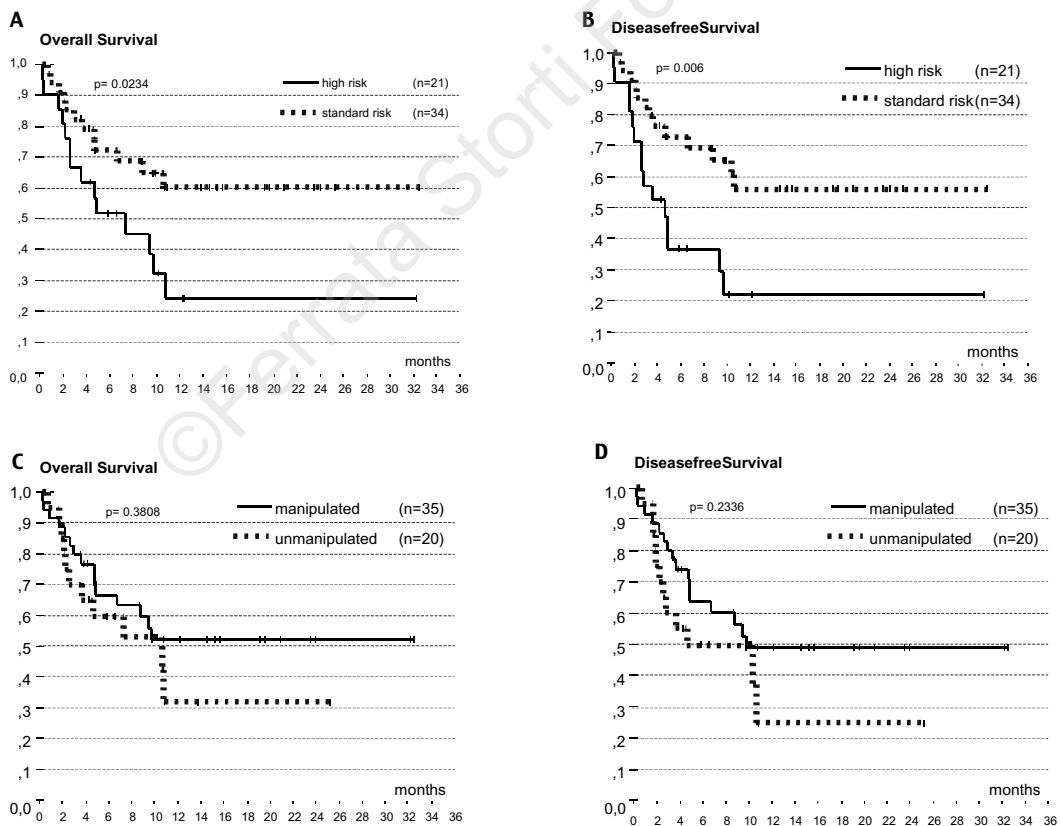 A
Overall Survival
p= 0.0234
high risk (n=21)
standard risk (n=34)
1,0
,9
,8
,7
,6
,5
,4
,3
,2
,1
0,0
months
0 2 4 6 8 10 12 14 16 18 20 22 24 26 28 30 32 34 36
B
DiseasefreeSurvival
p= 0.006
high risk (n=21)
standard risk (n=34)
1,0
,9
,8
,7
,6
,5
,4
,3
,2
,1
0,0
months
0 2 4 6 8 10 12 14 16 18 20 22 24 26 28 30 32 34 36
C
Overall Survival
p= 0.3808
manipulated (n=35)
unmanipulated (n=20)
1,0
,9
,8
,7
,6
,5
,4
,3
,2
,1
0,0
months
0 2 4 6 8 10 12 14 16 18 20 22 24 26 28 30 32 34 36
D
DiseasefreeSurvival
p= 0.2336
manipulated (n=35)
unmanipulated (n=20)
1,0
,9
,8
,7
,6
,5
,4
,3
,2
,1
0,0
months
0 2 4 6 8 10 12 14 16 18 20 22 24 26 28 30 32 34 36
©Ferrata Storti